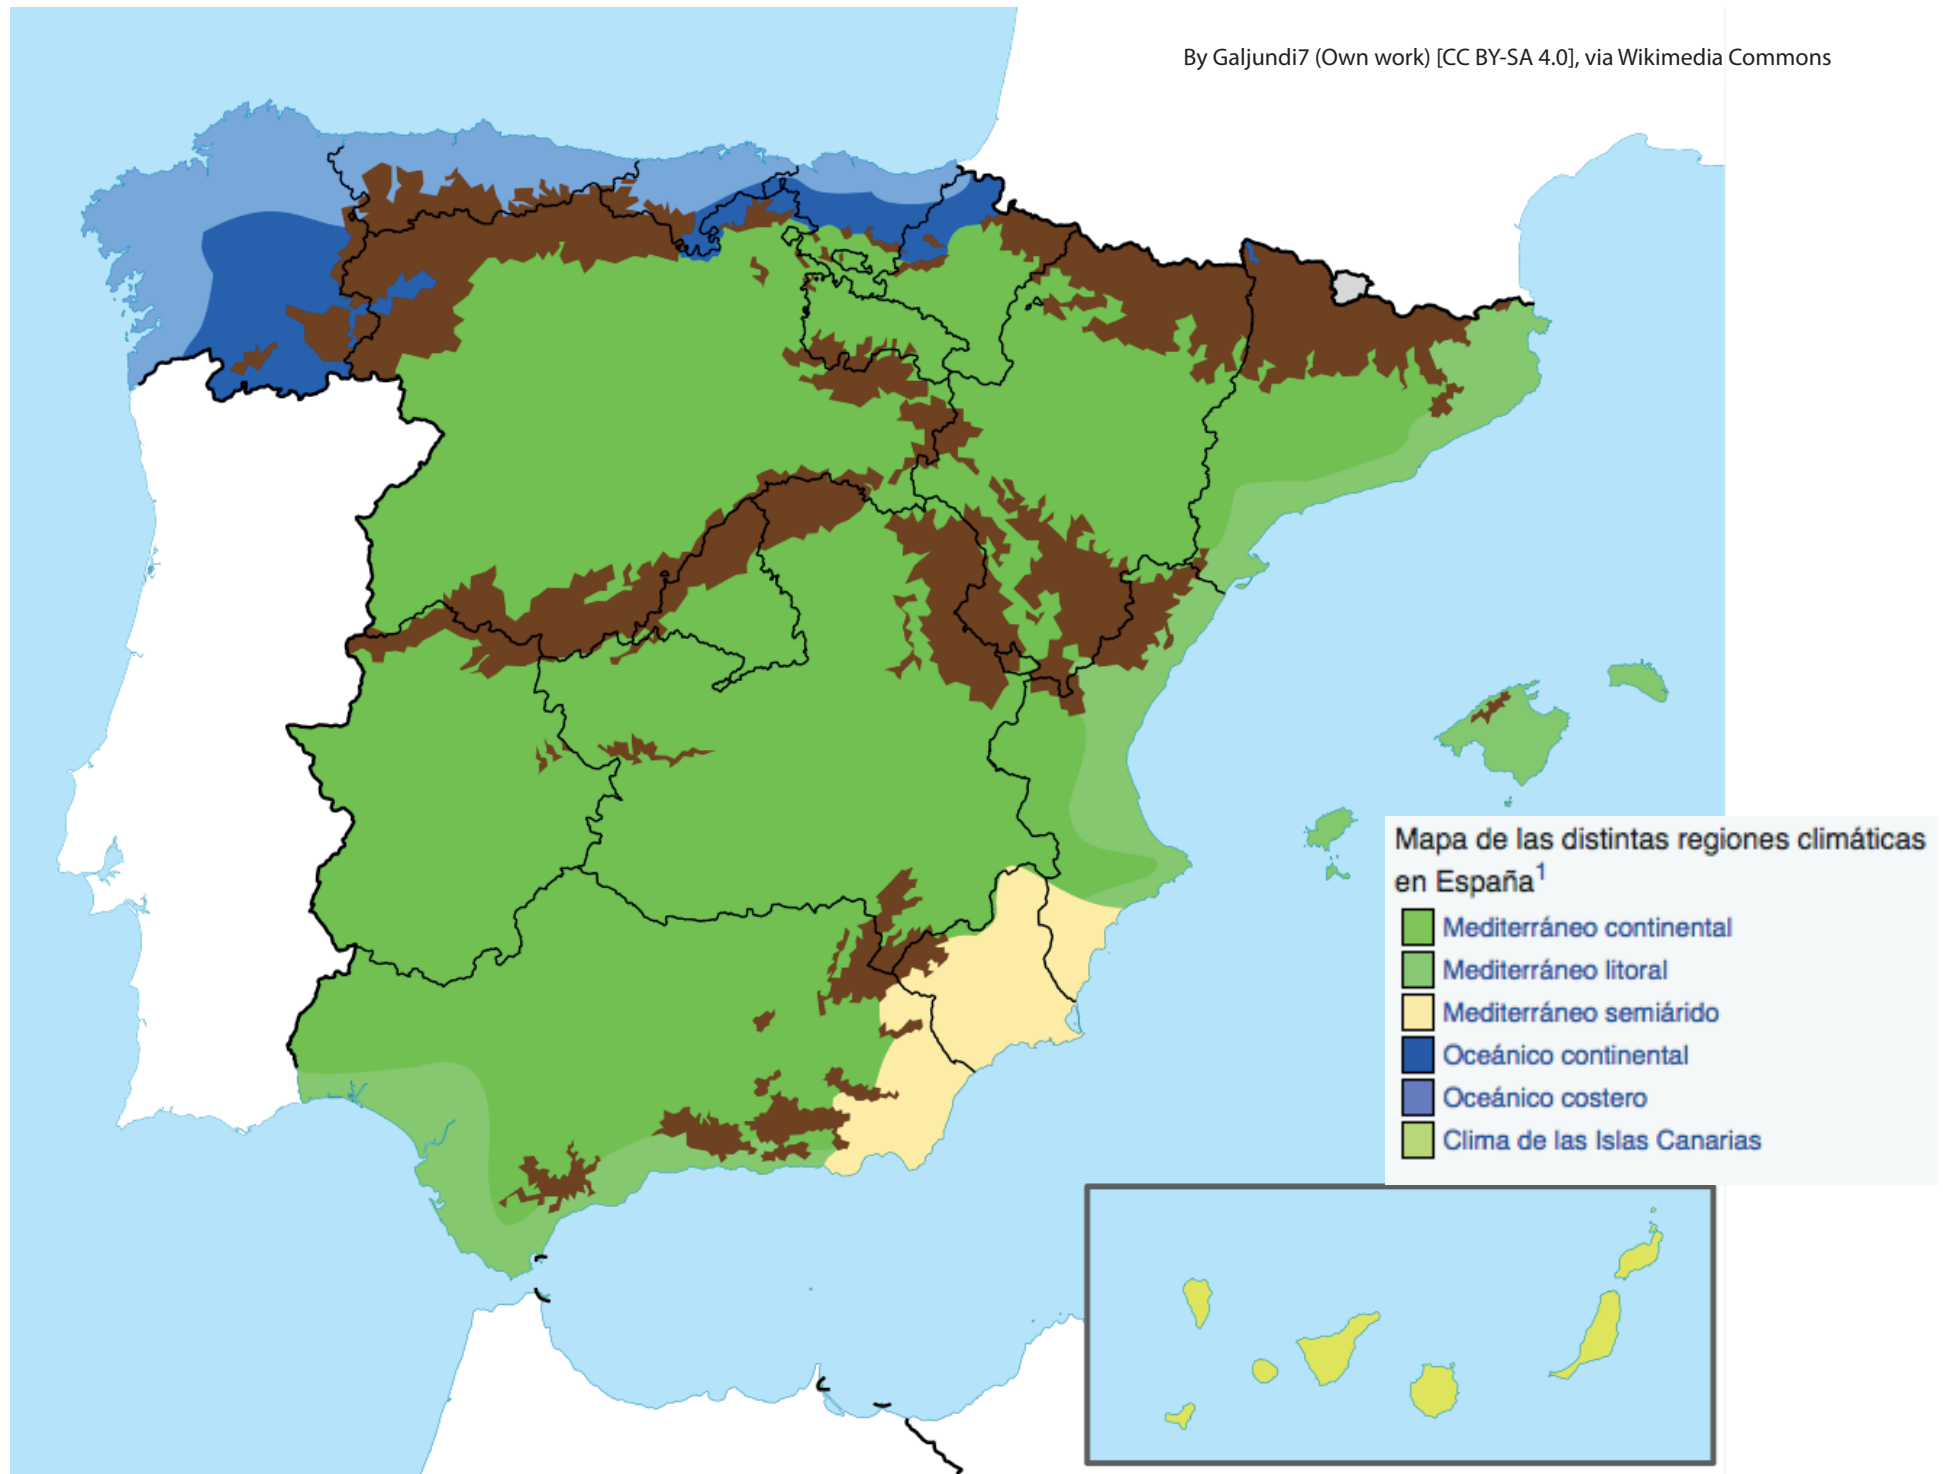 By Galjundi7 (Own work) [CC BY-SA 4.0], via Wikimedia Commons
Mapa de las distintas regiones climáticas
en España1
Mediterráneo continental
Mediterráneo litoral
Mediterráneo semiárido
Oceánico continental
Oceánico costero
Clima de las Islas Canarias